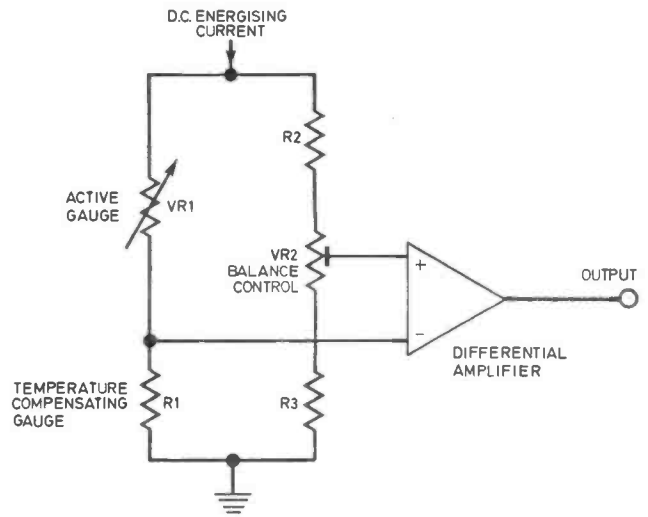 D.C. ENERGISING
CURRENT
R2
ACTIVE
GAUGE
VR1
VR2
BALANCE
CONTROL
+
OUTPUT
−
DIFFERENTIAL
AMPLIFIER
TEMPERATURE
COMPENSATING
GAUGE
R1
R3